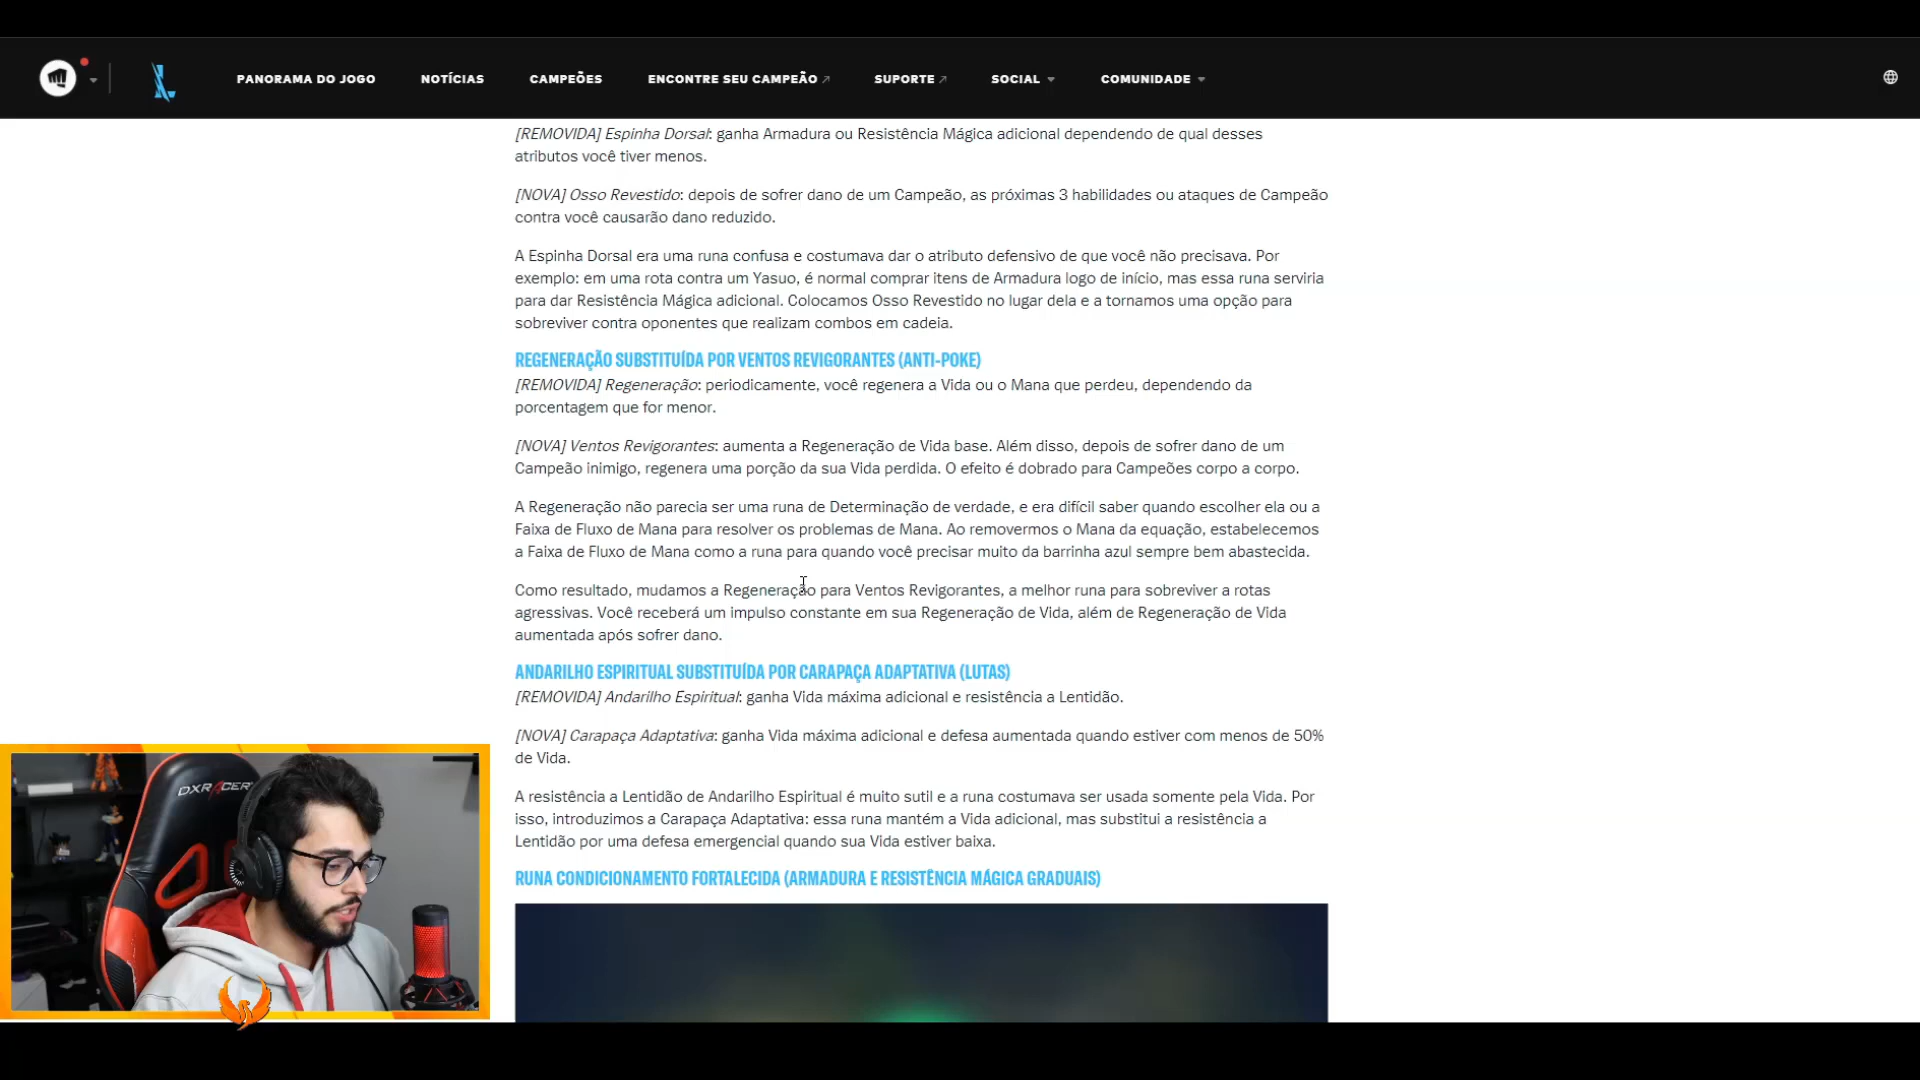 PANORAMA DO JOGO NOTÍCIAS CAMPEÕES ENCONTRE SEU CAMPEÃO SUPORTE SOCIAL COMUNIDADE
[REMOVIDA] Espinha Dorsal: ganha Armadura ou Resistência Mágica adicional dependendo de qual desses
atributos você tiver menos.
[NOVA] Osso Revestido: depois de sofrer dano de um Campeão, as próximas 3 habilidades ou ataques de Campeão
contra você causarão dano reduzido.
A Espinha Dorsal era uma runa confusa e costumava dar o atributo defensivo de que você não precisava. Por
exemplo: em uma rota contra um Yasuo, é normal comprar itens de Armadura logo de início, mas essa runa serviria
para dar Resistência Mágica adicional. Colocamos Osso Revestido no lugar dela e a tornamos uma opção para
sobreviver contra oponentes que realizam combos em cadeia.
REGENERAÇÃO SUBSTITUÍDA POR VENTOS REVIGORANTES (ANTI-POKE)
[REMOVIDA] Regeneração: periodicamente, você regenera a Vida ou o Mana que perdeu, dependendo da
porcentagem que for menor.
[NOVA] Ventos Revigorantes: aumenta a Regeneração de Vida base. Além disso, depois de sofrer dano de um
Campeão inimigo, regenera uma porção da sua Vida perdida. O efeito é dobrado para Campeões corpo a corpo.
A Regeneração não parecia ser uma runa de Determinação de verdade, e era difícil saber quando escolher ela ou a
Faixa de Fluxo de Mana para resolver os problemas de Mana. Ao removermos o Mana da equação, estabelecemos
a Faixa de Fluxo de Mana como a runa para quando você precisar muito da barrinha azul sempre bem abastecida.
Como resultado, mudamos a Regeneração para Ventos Revigorantes, a melhor runa para sobreviver a rotas
agressivas. Você receberá um impulso constante em sua Regeneração de Vida, além de Regeneração de Vida
aumentada após sofrer dano.
ANDARILHO ESPIRITUAL SUBSTITUÍDA POR CARAPAÇA ADAPTATIVA (LUTAS)
[REMOVIDA] Andarilho Espiritual: ganha Vida máxima adicional e resistência a Lentidão.
[NOVA] Carapaça Adaptativa: ganha Vida máxima adicional e defesa aumentada quando estiver com menos de 50%
de Vida.
A resistência a Lentidão de Andarilho Espiritual é muito sutil e a runa costumava ser usada somente pela Vida. Por
isso, introduzimos a Carapaça Adaptativa: essa runa mantém a Vida adicional, mas substitui a resistência a
Lentidão por uma defesa emergencial quando sua Vida estiver baixa.
RUNA CONDICIONAMENTO FORTALECIDA (ARMADURA E RESISTÊNCIA MÁGICA GRADUAIS)
DXRACER